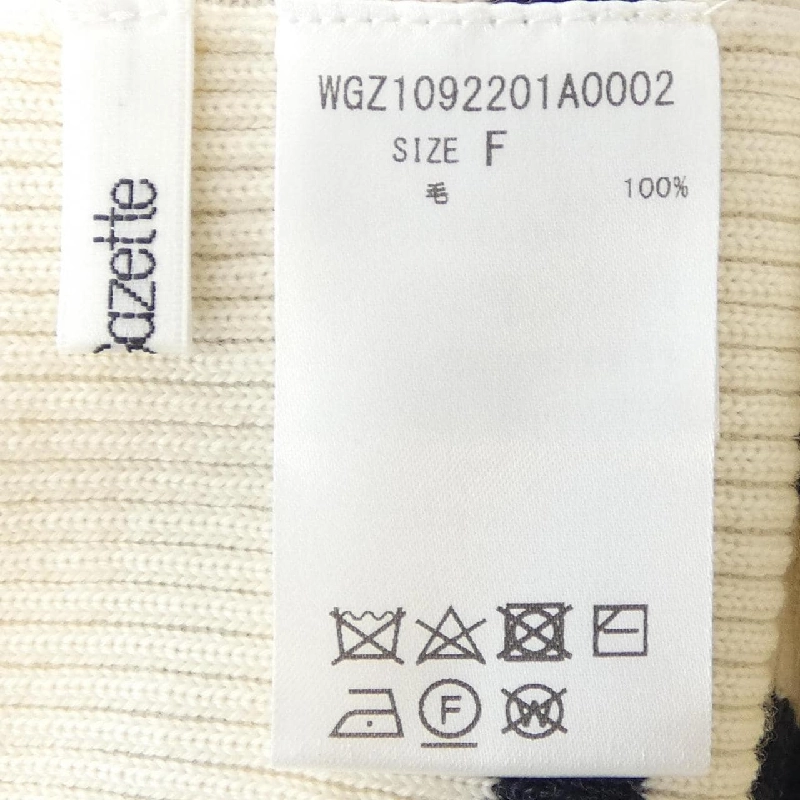 azette
WGZ1092201A0002
SIZE F
毛 100%
F
W